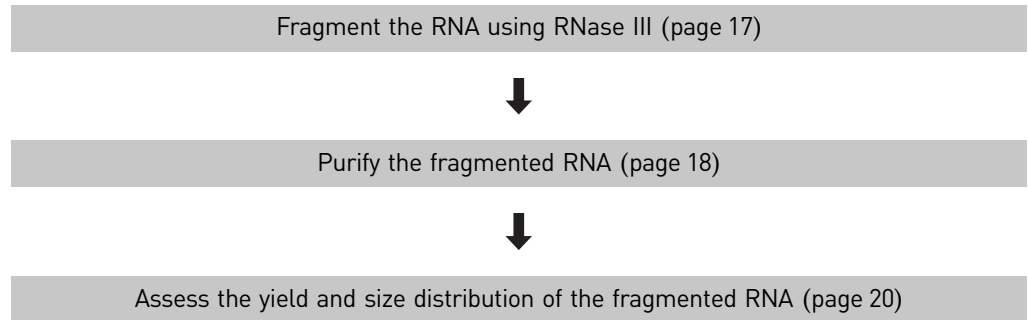 Fragment the RNA using RNase III (page 17)
Purify the fragmented RNA (page 18)
Assess the yield and size distribution of the fragmented RNA (page 20)